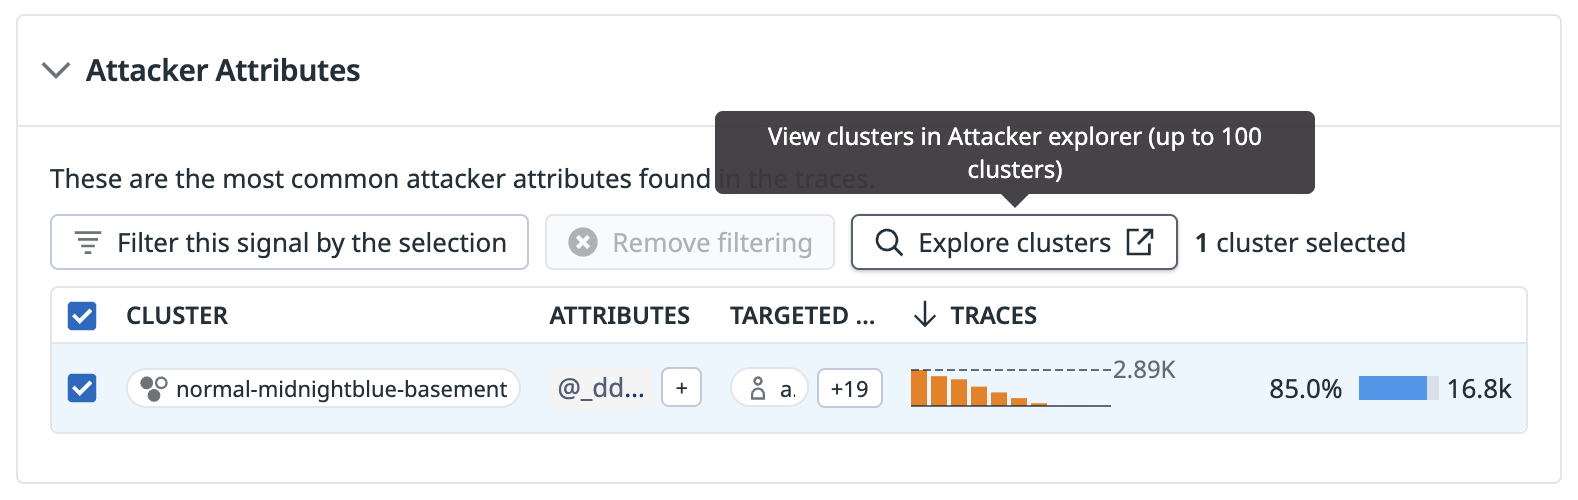 Attacker Attributes
View clusters in Attacker explorer (up to 100
clusters)
These are the most common attacker attributes found in the traces.
Filter this signal by the selection
Remove filtering
Explore clusters
1 cluster selected
CLUSTER ATTRIBUTES TARGETED ... TRACES
normal-midnightblue-basement @_dd... + a. +19 2.89K 85.0% 16.8k